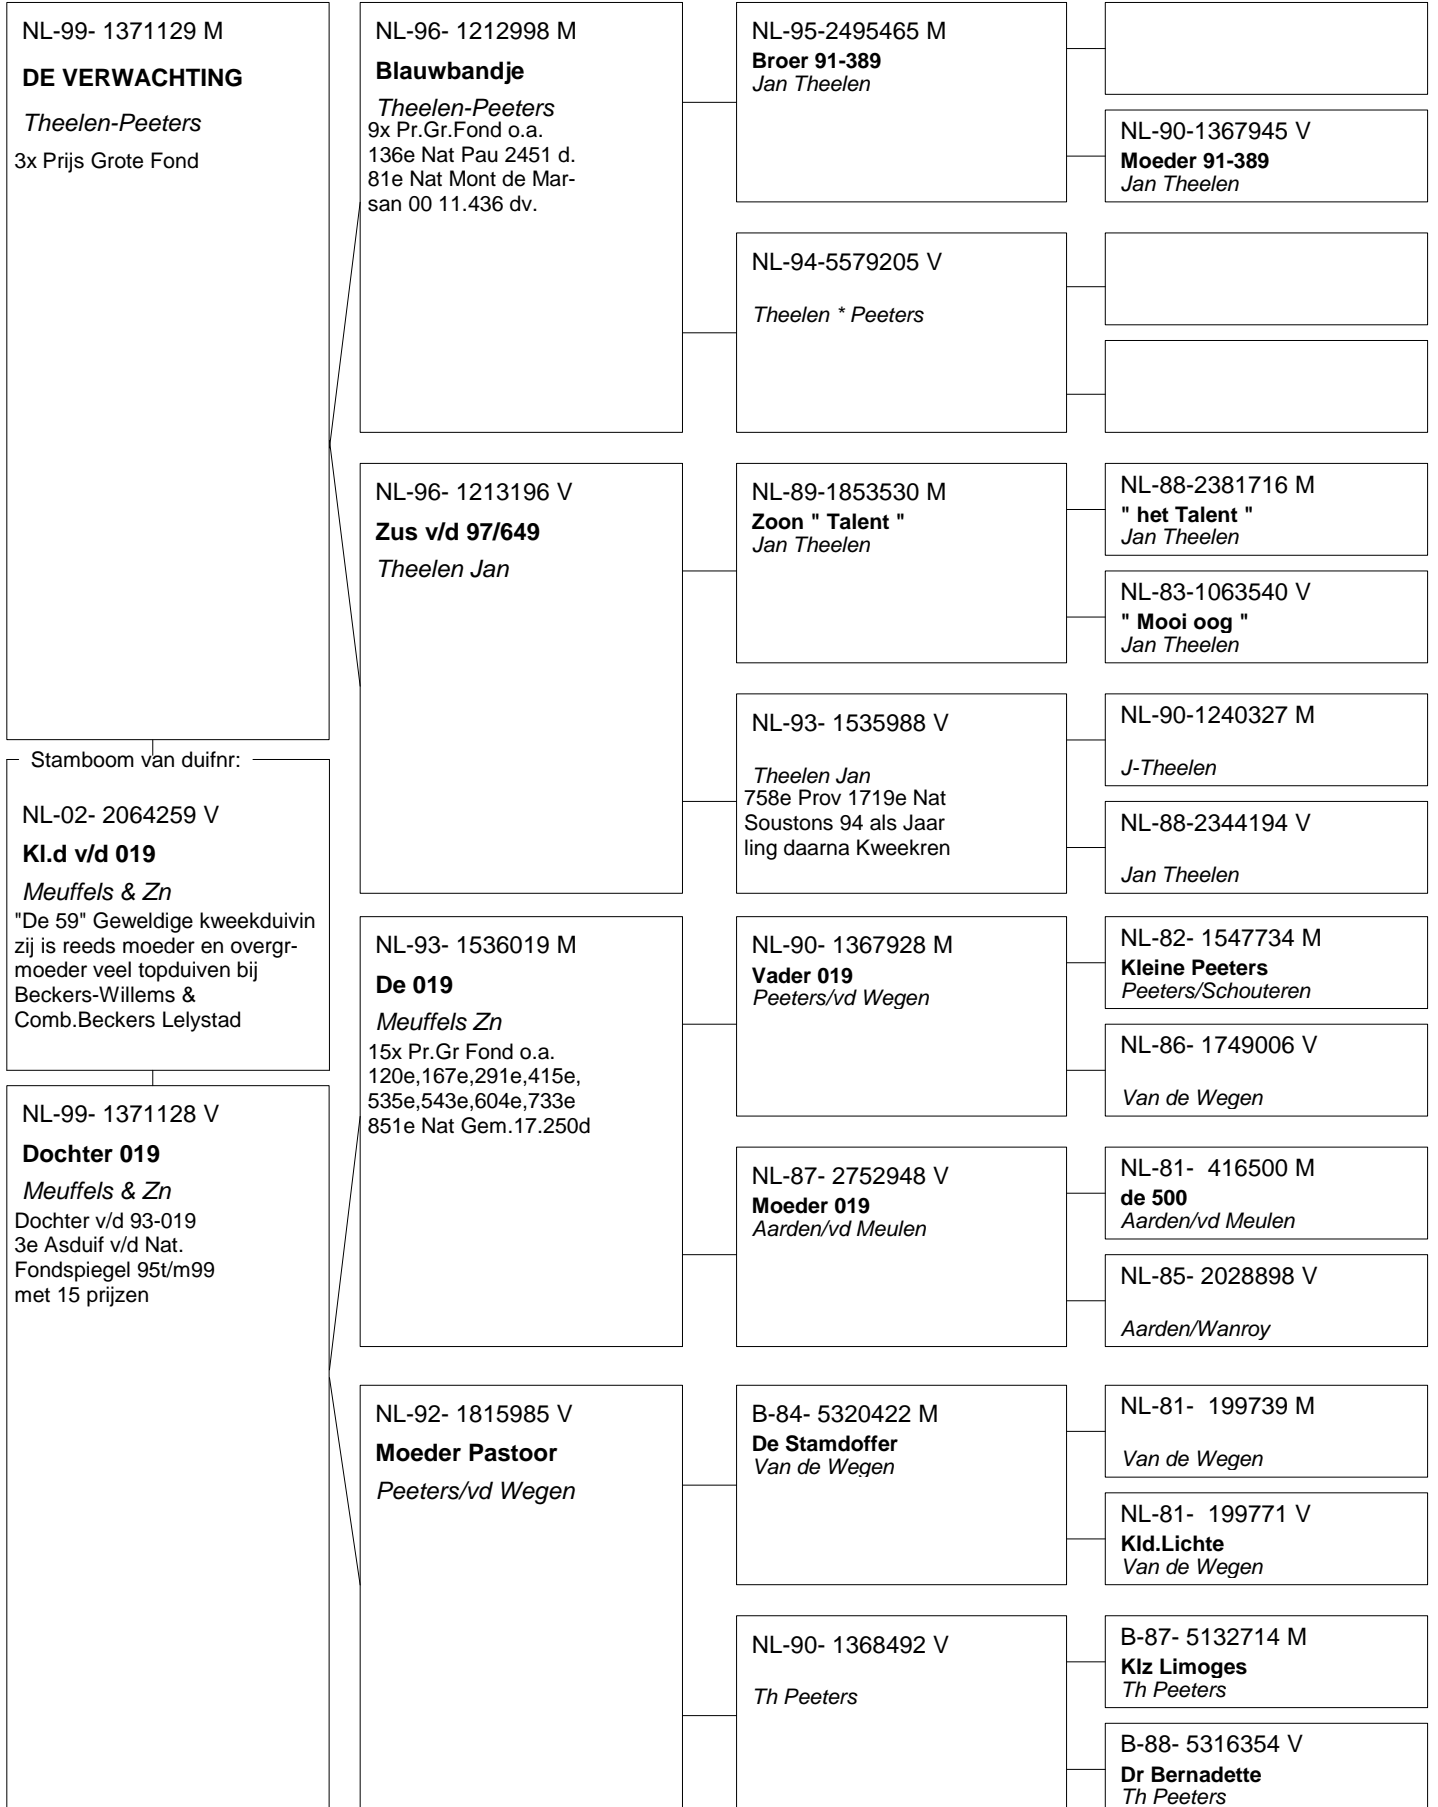 NL-99- 1371129 M
DE VERWACHTING
Theelen-Peeters
3x Prijs Grote Fond
Stamboom van duifnr:
NL-02- 2064259 V
Kl.d v/d 019
Meuffels & Zn
"De 59" Geweldige kweekduivin
zij is reeds moeder en overgr-
moeder veel topduiven bij
Beckers-Willems &
Comb.Beckers Lelystad
NL-99- 1371128 V
Dochter 019
Meuffels & Zn
Dochter v/d 93-019
3e Asduif v/d Nat.
Fondspiegel 95t/m99
met 15 prijzen
NL-96- 1212998 M
Blauwbandje
Theelen-Peeters
9x Pr.Gr.Fond o.a.
136e Nat Pau 2451 d.
81e Nat Mont de Mar-
san 00 11.436 dv.
NL-96- 1213196 V
Zus v/d 97/649
Theelen Jan
NL-93- 1536019 M
De 019
Meuffels Zn
15x Pr.Gr Fond o.a.
120e,167e,291e,415e,
535e,543e,604e,733e
851e Nat Gem.17.250d
NL-92- 1815985 V
Moeder Pastoor
Peeters/vd Wegen
NL-95-2495465 M
Broer 91-389
Jan Theelen
NL-94-5579205 V
Theelen * Peeters
NL-89-1853530 M
Zoon " Talent "
Jan Theelen
NL-93- 1535988 V
Theelen Jan
758e Prov 1719e Nat
Soustons 94 als Jaar
ling daarna Kweekren
NL-90- 1367928 M
Vader 019
Peeters/vd Wegen
NL-87- 2752948 V
Moeder 019
Aarden/vd Meulen
B-84- 5320422 M
De Stamdoffer
Van de Wegen
NL-90- 1368492 V
Th Peeters
NL-90-1367945 V
Moeder 91-389
Jan Theelen
NL-88-2381716 M
" het Talent "
Jan Theelen
NL-83-1063540 V
" Mooi oog "
Jan Theelen
NL-90-1240327 M
J-Theelen
NL-88-2344194 V
Jan Theelen
NL-82- 1547734 M
Kleine Peeters
Peeters/Schouteren
NL-86- 1749006 V
Van de Wegen
NL-81- 416500 M
de 500
Aarden/vd Meulen
NL-85- 2028898 V
Aarden/Wanroy
NL-81- 199739 M
Van de Wegen
NL-81- 199771 V
Kld.Lichte
Van de Wegen
B-87- 5132714 M
Klz Limoges
Th Peeters
B-88- 5316354 V
Dr Bernadette
Th Peeters